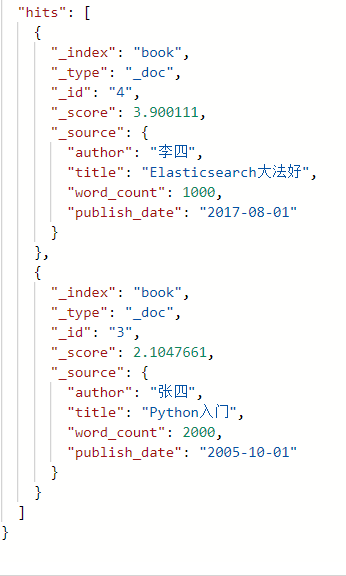 "hits": [
{
"_index": "book",
"_type": "_doc",
"_id": "4",
"_score": 3.900111,
"_source": {
"author": "李四",
"title": "Elasticsearch大法好",
"word_count": 1000,
"publish_date": "2017-08-01"
}
},
{
"_index": "book",
"_type": "_doc",
"_id": "3",
"_score": 2.1047661,
"_source": {
"author": "张四",
"title": "Python入门",
"word_count": 2000,
"publish_date": "2005-10-01"
}
}
]
}